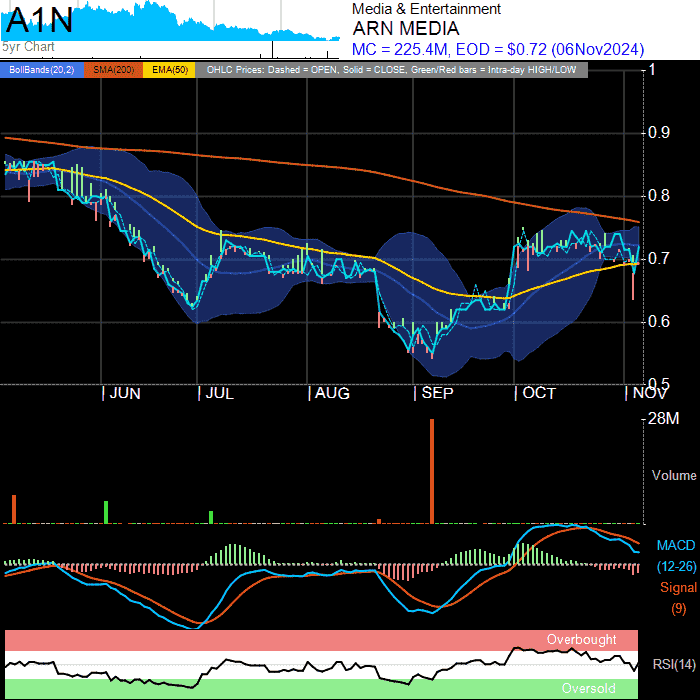 A1N
5yr Chart
Media & Entertainment
ARN MEDIA
MC = 225.4M, EOD = $0.72 (06Nov2024)
BollBands(20,2) SMA(200) EMA(50) OHLC Prices: Dashed = OPEN, Solid = CLOSE, Green/Red bars = Intra-day HIGH/LOW
1
0.9
0.8
0.7
0.6
0.5
| JUN | JUL | AUG | SEP | OCT | NOV
28M
Volume
MACD
(12-26)
Signal
(9)
Overbought
RSI(14)
Oversold